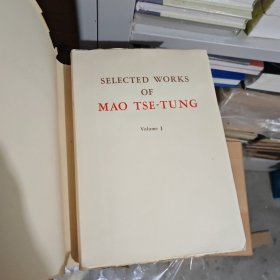 SELECTED WORKS
OF
MAO TSE-TUNG
Volume I